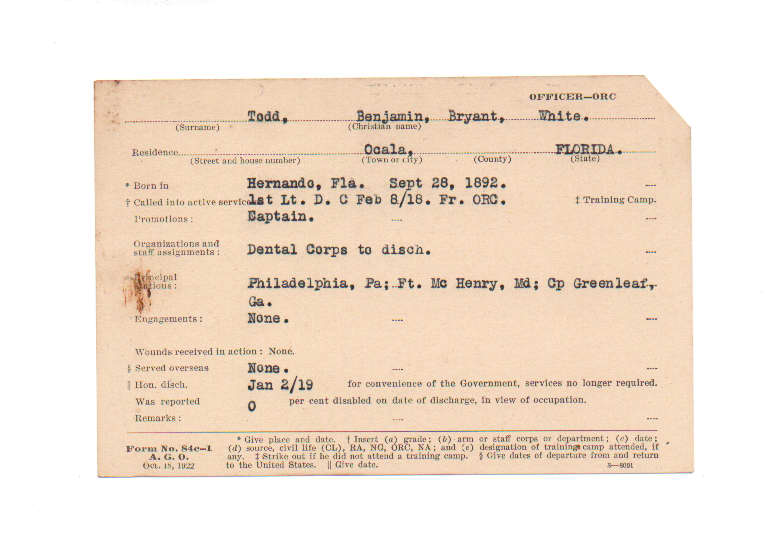 OFFICER—ORC
Todd, Benjamin, Bryant, White.
(Surname) (Christian name)
Residence Ocala, FLORIDA.
(Street and house number) (Town or city) (County) (State)
* Born in Hernando, Fla. Sept 28, 1892.
† Called into active service 1st Lt. D. C Feb 8/18. Fr. ORC. ‡ Training Camp.
Promotions: Captain.
Organizations and
staff assignments: Dental Corps to disch.
Principal
stations: Philadelphia, Pa; Ft. Mc Henry, Md; Cp Greenleaf,
Ga.
Engagements: None.
Wounds received in action: None.
§ Served overseas None.
‖ Hon. disch. Jan 2/19 for convenience of the Government, services no longer required.
Was reported 0 per cent disabled on date of discharge, in view of occupation.
Remarks:
Form No. 84c—1
A. G. O.
Oct. 18, 1922
* Give place and date. † Insert (a) grade; (b) arm or staff corps or department; (c) date;
(d) source, civil life (CL), RA, NG, ORC, NA; and (e) designation of training camp attended, if
any. ‡ Strike out if he did not attend a training camp. § Give dates of departure from and return
to the United States. ‖ Give date. 3—8091